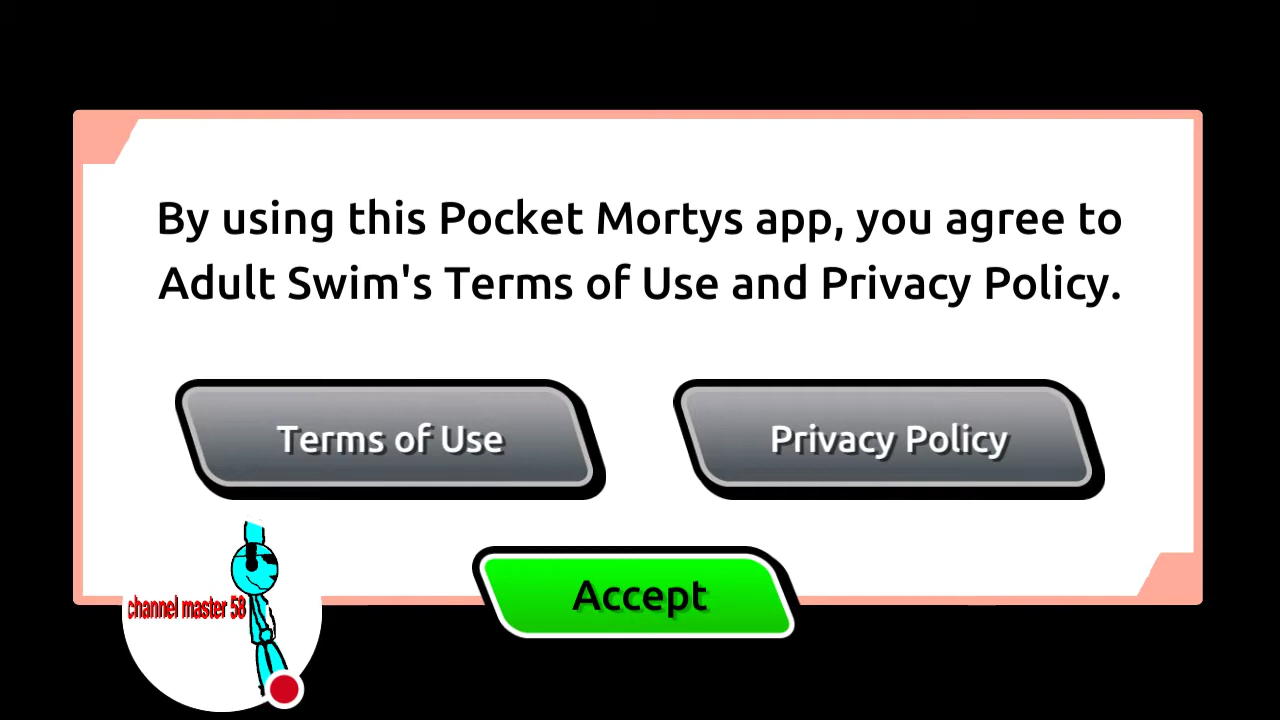 By using this Pocket Mortys app, you agree to
Adult Swim's Terms of Use and Privacy Policy.
Terms of Use
Privacy Policy
Accept
channel master 58